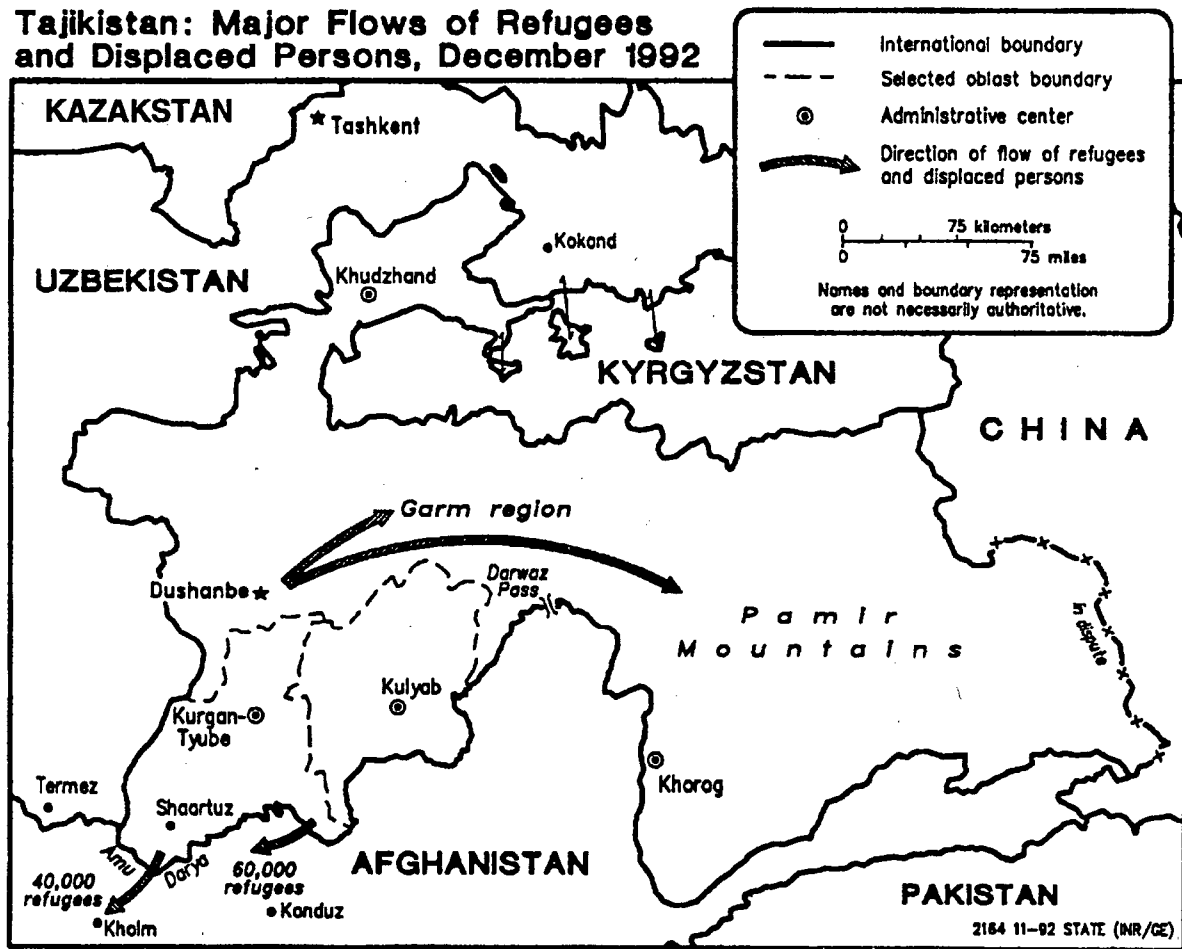 Tajikistan: Major Flows of Refugees
and Displaced Persons, December 1992
International boundary
Selected oblast boundary
Administrative center
Direction of flow of refugees
and displaced persons
0 75 kilometers
0 75 miles
Names and boundary representation
are not necessarily authoritative.
KAZAKSTAN
Tashkent
Kokand
UZBEKISTAN
Khudzhand
KYRGYZSTAN
CHINA
Garm region
Dushanbe
Darwaz
Pass
Pamir
Mountains
In dispute
Kulyab
Kurgan-
Tyube
Khorog
Termez
Shaartuz
Amu Darya
60,000
refugees
AFGHANISTAN
40,000
refugees
PAKISTAN
Konduz
Kholm
2164 11-92 STATE (INR/GE)